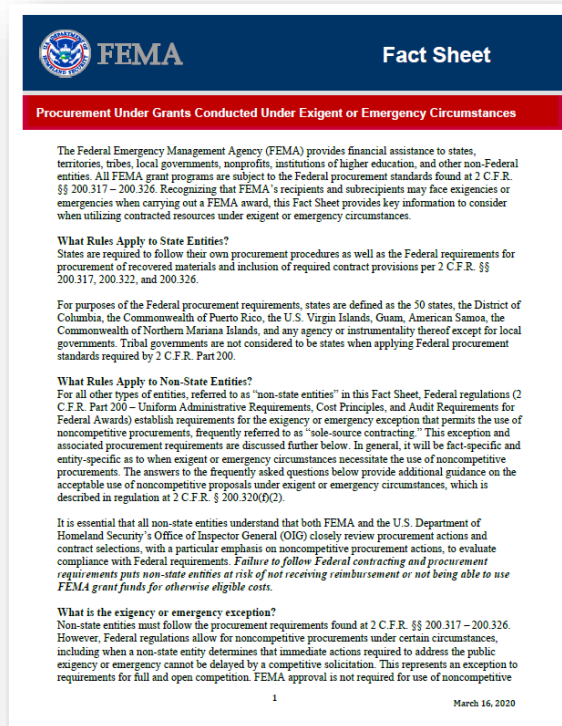 U.S. DEPARTMENT OF
HOMELAND SECURITY
FEMA
Fact Sheet
Procurement Under Grants Conducted Under Exigent or Emergency Circumstances
The Federal Emergency Management Agency (FEMA) provides financial assistance to states,
territories, tribes, local governments, nonprofits, institutions of higher education, and other non-Federal
entities. All FEMA grant programs are subject to the Federal procurement standards found at 2 C.F.R.
§§ 200.317 – 200.326. Recognizing that FEMA's recipients and subrecipients may face exigencies or
emergencies when carrying out a FEMA award, this Fact Sheet provides key information to consider
when utilizing contracted resources under exigent or emergency circumstances.
What Rules Apply to State Entities?
States are required to follow their own procurement procedures as well as the Federal requirements for
procurement of recovered materials and inclusion of required contract provisions per 2 C.F.R. §§
200.317, 200.322, and 200.326.
For purposes of the Federal procurement requirements, states are defined as the 50 states, the District of
Columbia, the Commonwealth of Puerto Rico, the U.S. Virgin Islands, Guam, American Samoa, the
Commonwealth of Northern Mariana Islands, and any agency or instrumentality thereof except for local
governments. Tribal governments are not considered to be states when applying Federal procurement
standards required by 2 C.F.R. Part 200.
What Rules Apply to Non-State Entities?
For all other types of entities, referred to as "non-state entities" in this Fact Sheet, Federal regulations (2
C.F.R. Part 200 – Uniform Administrative Requirements, Cost Principles, and Audit Requirements for
Federal Awards) establish requirements for the exigency or emergency exception that permits the use of
noncompetitive procurements, frequently referred to as "sole-source contracting." This exception and
associated procurement requirements are discussed further below. In general, it will be fact-specific and
entity-specific as to when exigent or emergency circumstances necessitate the use of noncompetitive
procurements. The answers to the frequently asked questions below provide additional guidance on the
acceptable use of noncompetitive proposals under exigent or emergency circumstances, which is
described in regulation at 2 C.F.R. § 200.320(f)(2).
It is essential that all non-state entities understand that both FEMA and the U.S. Department of
Homeland Security's Office of Inspector General (OIG) closely review procurement actions and
contract selections, with a particular emphasis on noncompetitive procurement actions, to evaluate
compliance with Federal requirements. Failure to follow Federal contracting and procurement
requirements puts non-state entities at risk of not receiving reimbursement or not being able to use
FEMA grant funds for otherwise eligible costs.
What is the exigency or emergency exception?
Non-state entities must follow the procurement requirements found at 2 C.F.R. §§ 200.317 – 200.326.
However, Federal regulations allow for noncompetitive procurements under certain circumstances,
including when a non-state entity determines that immediate actions required to address the public
exigency or emergency cannot be delayed by a competitive solicitation. This represents an exception to
requirements for full and open competition. FEMA approval is not required for use of noncompetitive
1
March 16, 2020